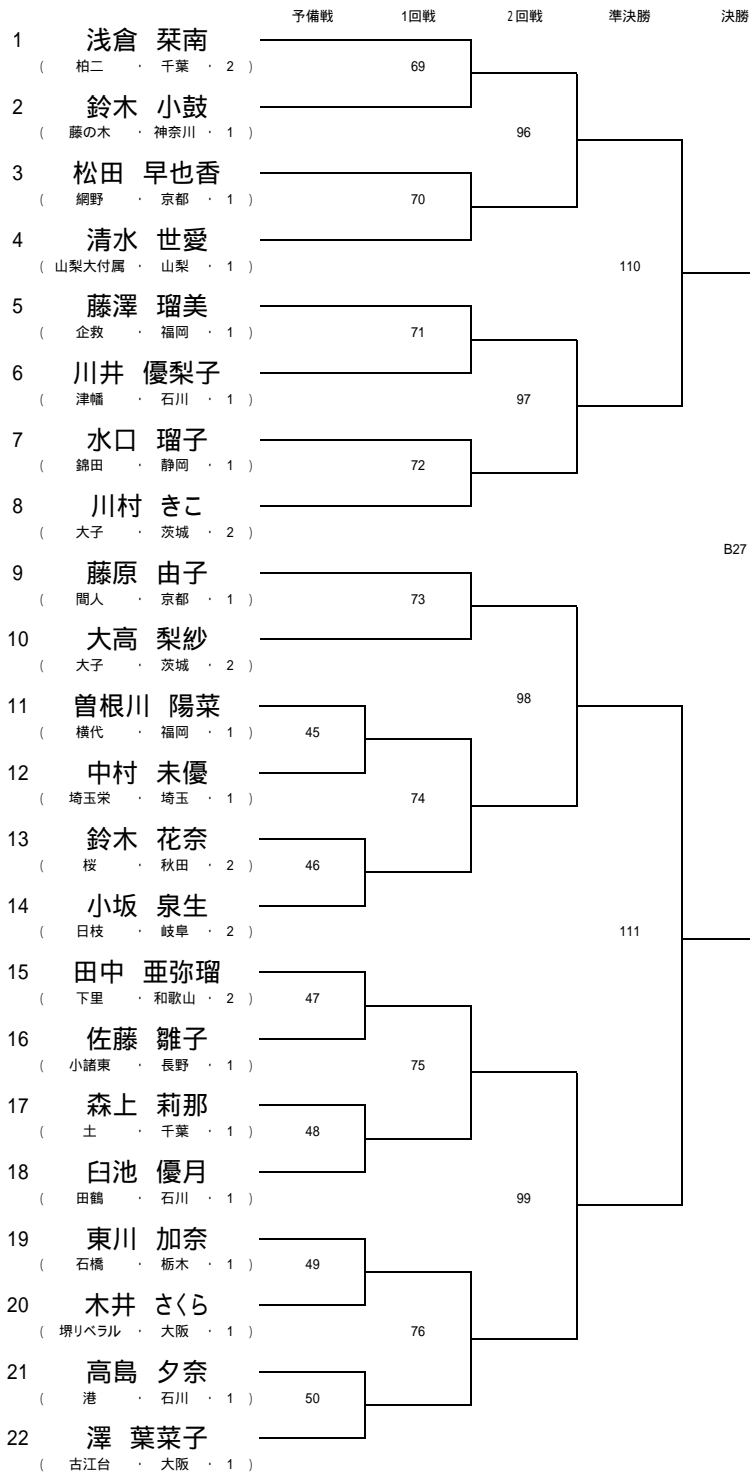 予備戦 1回戦 2回戦 準決勝 決勝
1 浅倉 栞南
( 柏二 ・ 千葉 ・ 2 )
69
2 鈴木 小鼓
( 藤の木 ・ 神奈川 ・ 1 )
96
3 松田 早也香
( 網野 ・ 京都 ・ 1 )
70
4 清水 世愛
( 山梨大付属 ・ 山梨 ・ 1 )
110
5 藤澤 瑠美
( 企救 ・ 福岡 ・ 1 )
71
6 川井 優梨子
( 津幡 ・ 石川 ・ 1 )
97
7 水口 瑠子
( 錦田 ・ 静岡 ・ 1 )
72
8 川村 きこ
( 大子 ・ 茨城 ・ 2 )
B27
9 藤原 由子
( 間人 ・ 京都 ・ 1 )
73
10 大高 梨紗
( 大子 ・ 茨城 ・ 2 )
98
11 曽根川 陽菜
( 横代 ・ 福岡 ・ 1 )
45
12 中村 未優
( 埼玉栄 ・ 埼玉 ・ 1 )
74
13 鈴木 花奈
( 桜 ・ 秋田 ・ 2 )
46
14 小坂 泉生
( 日枝 ・ 岐阜 ・ 2 )
111
15 田中 亜弥瑠
( 下里 ・ 和歌山 ・ 2 )
47
16 佐藤 雛子
( 小諸東 ・ 長野 ・ 1 )
75
17 森上 莉那
( 土 ・ 千葉 ・ 1 )
48
18 臼池 優月
( 田鶴 ・ 石川 ・ 1 )
99
19 東川 加奈
( 石橋 ・ 栃木 ・ 1 )
49
20 木井 さくら
( 堺リベラル ・ 大阪 ・ 1 )
76
21 高島 夕奈
( 港 ・ 石川 ・ 1 )
50
22 澤 葉菜子
( 古江台 ・ 大阪 ・ 1 )